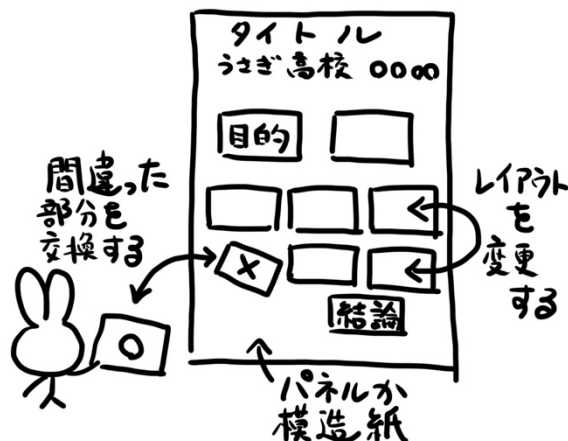 タイトル
うさぎ高校 〇〇〇〇
目的
間違った
部分を
交換する
レイアウト
を
変更
する
結論
パネルか
模造紙